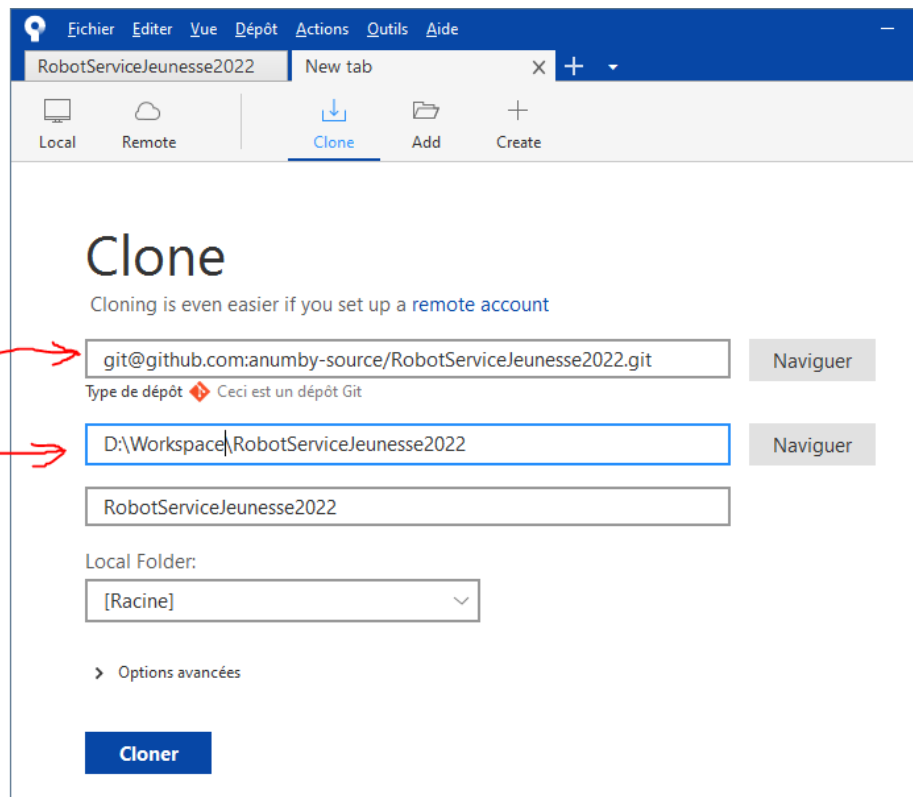 Fichier Editer Vue Dépôt Actions Outils Aide
RobotServiceJeunesse2022 New tab
Local Remote Clone Add Create
Clone
Cloning is even easier if you set up a remote account
git@github.com:anumby-source/RobotServiceJeunesse2022.git Naviguer
Type de dépôt Ceci est un dépôt Git
D:\Workspace\RobotServiceJeunesse2022 Naviguer
RobotServiceJeunesse2022
Local Folder:
[Racine]
Options avancées
Cloner